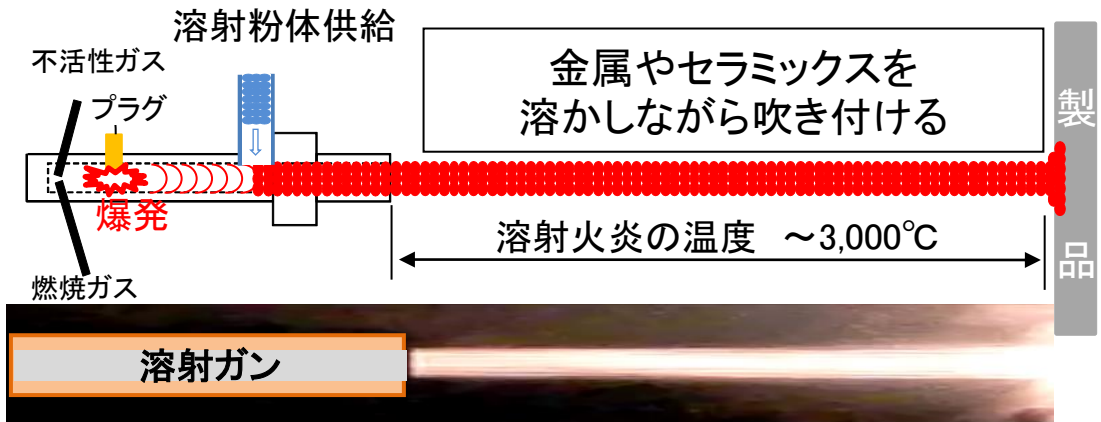 溶射粉体供給
不活性ガス
プラグ
金属やセラミックスを
溶かしながら吹き付ける
爆発
溶射火炎の温度 ～3,000℃
燃焼ガス
製品
溶射ガン